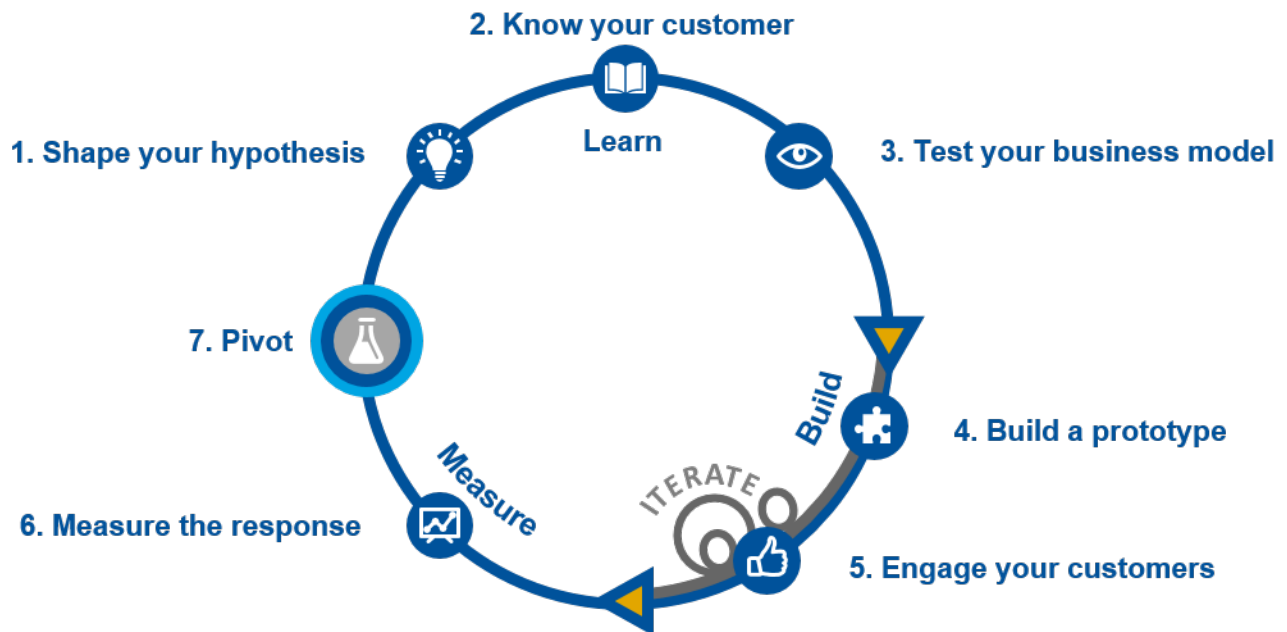 2. Know your customer
1. Shape your hypothesis
Learn
3. Test your business model
7. Pivot
Build
4. Build a prototype
Measure
ITERATE
6. Measure the response
5. Engage your customers